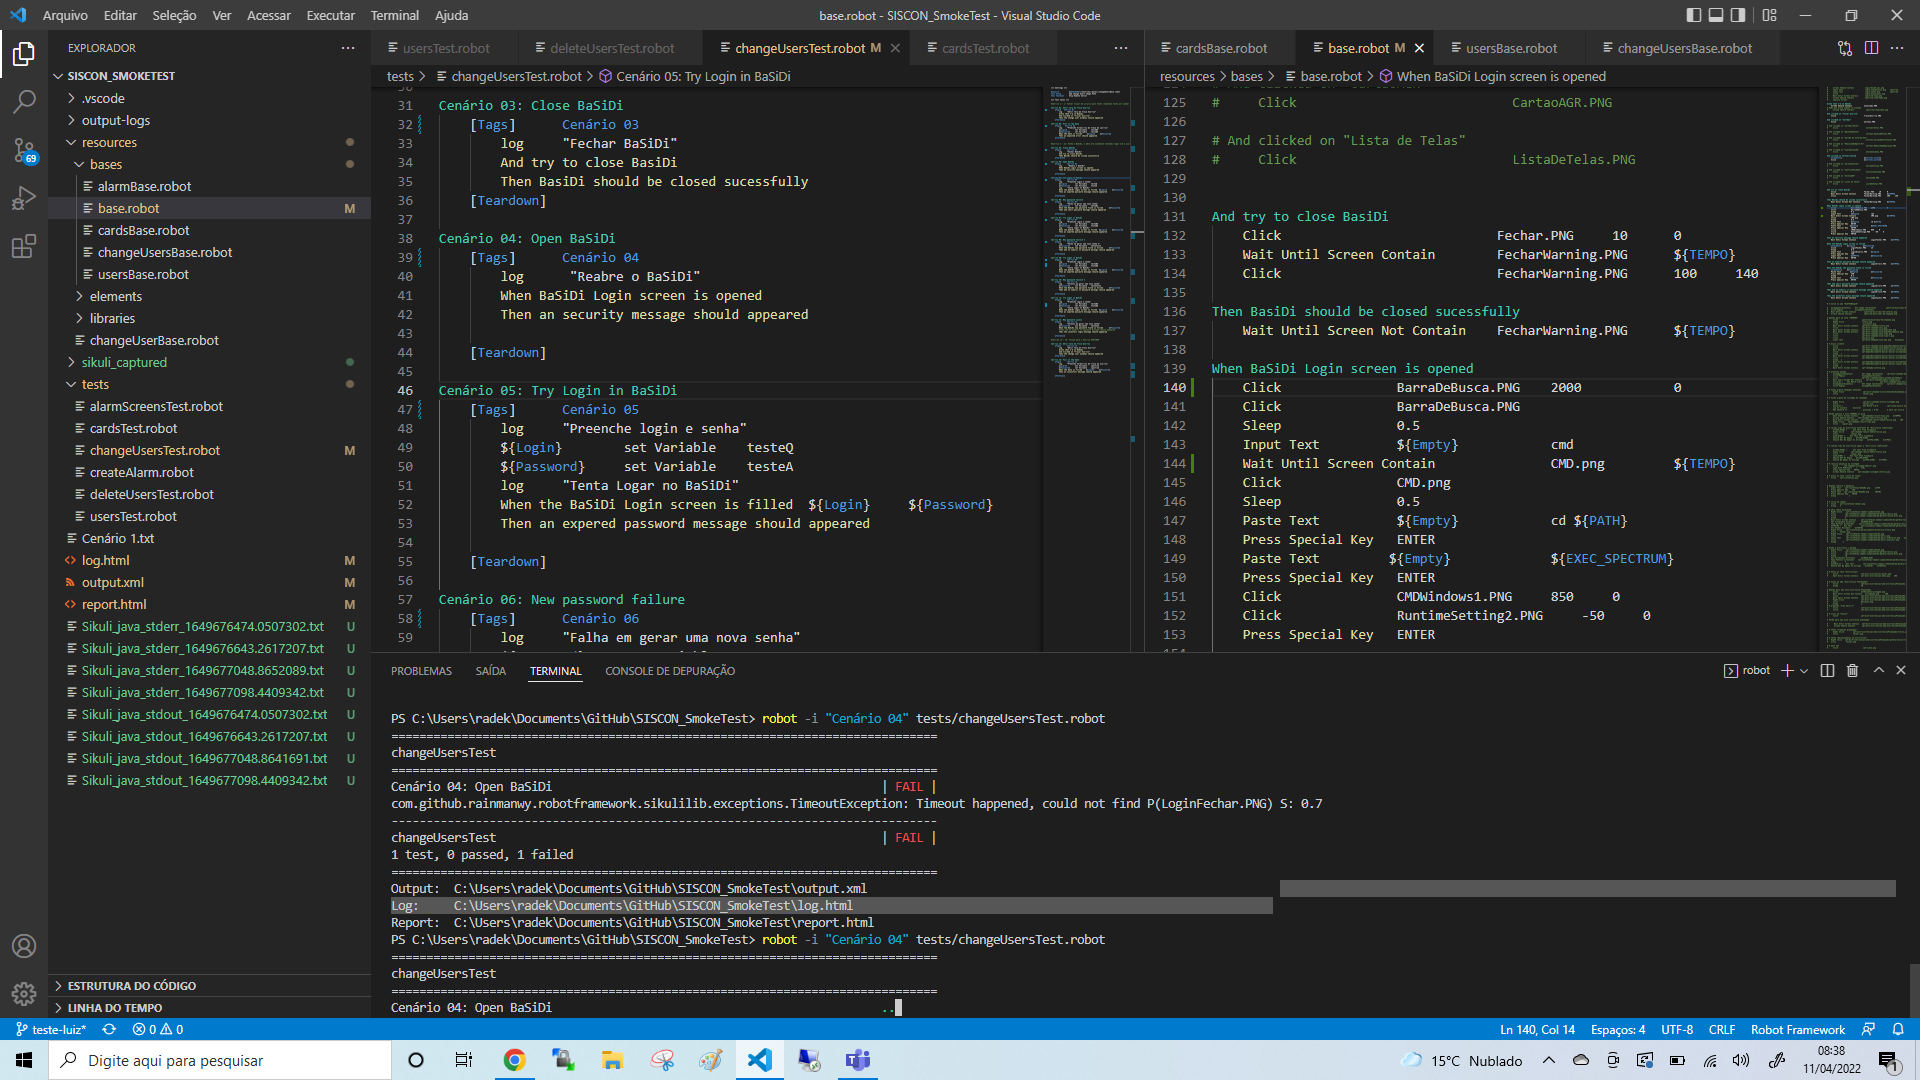 Arquivo Editar Seleção Ver Acessar Executar Terminal Ajuda
base.robot - SISCON_SmokeTest - Visual Studio Code
EXPLORADOR
SISCON_SMOKETEST
.vscode
output-logs
resources
bases
alarmBase.robot
base.robot M
cardsBase.robot
changeUsersBase.robot
usersBase.robot
elements
libraries
changeUserBase.robot
sikuli_captured
tests
alarmScreensTest.robot
cardsTest.robot
changeUsersTest.robot M
createAlarm.robot
deleteUsersTest.robot
usersTest.robot
Cenário 1.txt
log.html M
output.xml M
report.html M
Sikuli_java_stderr_1649676474.0507302.txt U
Sikuli_java_stderr_1649676643.2617207.txt U
Sikuli_java_stderr_1649677048.8652089.txt U
Sikuli_java_stderr_1649677098.4409342.txt U
Sikuli_java_stdout_1649676474.0507302.txt U
Sikuli_java_stdout_1649676643.2617207.txt U
Sikuli_java_stdout_1649677048.8641691.txt U
Sikuli_java_stdout_1649677098.4409342.txt U
ESTRUTURA DO CÓDIGO
LINHA DO TEMPO
69
usersTest.robot deleteUsersTest.robot changeUsersTest.robot M cardsTest.robot
tests > changeUsersTest.robot > Cenário 05: Try Login in BaSiDi
31 Cenário 03: Close BaSiDi
32 [Tags] Cenário 03
33 log "Fechar BaSiDi"
34 And try to close BasiDi
35 Then BasiDi should be closed sucessfully
36 [Teardown]
37
38 Cenário 04: Open BaSiDi
39 [Tags] Cenário 04
40 log "Reabre o BaSiDi"
41 When BaSiDi Login screen is opened
42 Then an security message should appeared
43
44 [Teardown]
45
46 Cenário 05: Try Login in BaSiDi
47 [Tags] Cenário 05
48 log "Preenche login e senha"
49 ${Login} set Variable testeQ
50 ${Password} set Variable testeA
51 log "Tenta Logar no BaSiDi"
52 When the BaSiDi Login screen is filled ${Login} ${Password}
53 Then an expered password message should appeared
54
55 [Teardown]
56
57 Cenário 06: New password failure
58 [Tags] Cenário 06
59 log "Falha em gerar uma nova senha"
cardsBase.robot base.robot M usersBase.robot changeUsersBase.robot
resources > bases > base.robot > When BaSiDi Login screen is opened
125 # Click CartaoAGR.PNG
126
127 # And clicked on "Lista de Telas"
128 # Click ListaDeTelas.PNG
129
130
131 And try to close BasiDi
132 Click Fechar.PNG 10 0
133 Wait Until Screen Contain FecharWarning.PNG ${TEMPO}
134 Click FecharWarning.PNG 100 140
135
136 Then BasiDi should be closed sucessfully
137 Wait Until Screen Not Contain FecharWarning.PNG ${TEMPO}
138
139 When BaSiDi Login screen is opened
140 Click BarraDeBusca.PNG 2000 0
141 Click BarraDeBusca.PNG
142 Sleep 0.5
143 Input Text ${Empty} cmd
144 Wait Until Screen Contain CMD.png ${TEMPO}
145 Click CMD.png
146 Sleep 0.5
147 Paste Text ${Empty} cd ${PATH}
148 Press Special Key ENTER
149 Paste Text ${Empty} ${EXEC_SPECTRUM}
150 Press Special Key ENTER
151 Click CMDWindows1.PNG 850 0
152 Click RuntimeSetting2.PNG -50 0
153 Press Special Key ENTER
PROBLEMAS SAÍDA TERMINAL CONSOLE DE DEPURAÇÃO
robot
PS C:\Users\radek\Documents\GitHub\SISCON_SmokeTest> robot -i "Cenário 04" tests/changeUsersTest.robot
==============================================================================
changeUsersTest
==============================================================================
Cenário 04: Open BaSiDi | FAIL |
com.github.rainmanwy.robotframework.sikulilib.exceptions.TimeoutException: Timeout happened, could not find P(LoginFechar.PNG) S: 0.7
------------------------------------------------------------------------------
changeUsersTest | FAIL |
1 test, 0 passed, 1 failed
==============================================================================
Output: C:\Users\radek\Documents\GitHub\SISCON_SmokeTest\output.xml
Log: C:\Users\radek\Documents\GitHub\SISCON_SmokeTest\log.html
Report: C:\Users\radek\Documents\GitHub\SISCON_SmokeTest\report.html
PS C:\Users\radek\Documents\GitHub\SISCON_SmokeTest> robot -i "Cenário 04" tests/changeUsersTest.robot
==============================================================================
changeUsersTest
==============================================================================
Cenário 04: Open BaSiDi ..
teste-luiz* 0 0
Ln 140, Col 14 Espaços: 4 UTF-8 CRLF Robot Framework
Digite aqui para pesquisar
15°C Nublado
08:38
11/04/2022
1